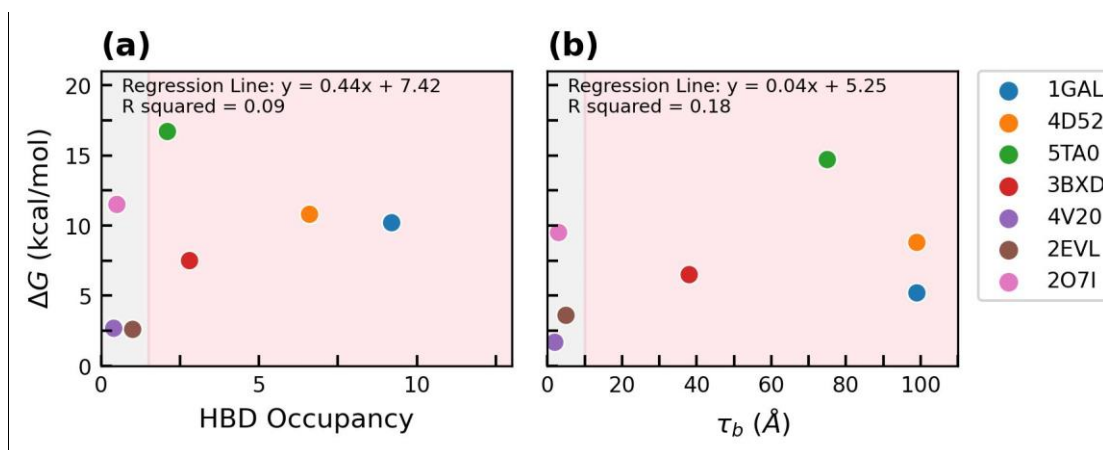 (a)
Regression Line: y = 0.44x + 7.42
R squared = 0.09
20
15
10
5
0
ΔG (kcal/mol)
0 5 10
HBD Occupancy
(b)
Regression Line: y = 0.04x + 5.25
R squared = 0.18
0 20 40 60 80 100
τb (Å)
1GAL
4D52
5TA0
3BXD
4V20
2EVL
2O7I